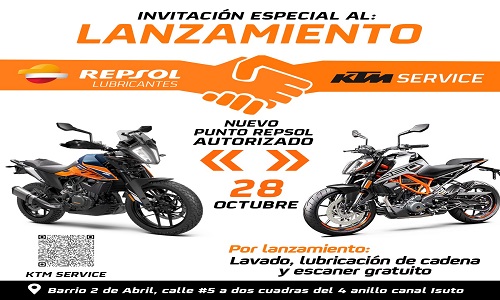 INVITACIÓN ESPECIAL AL:
LANZAMIENTO
REPSOL
LUBRICANTES
KTM SERVICE
NUEVO
PUNTO REPSOL
AUTORIZADO
28
OCTUBRE
KTM SERVICE
Por lanzamiento:
Lavado, lubricación de cadena
y escaner gratuito
Barrio 2 de Abril, calle #5 a dos cuadras del 4 anillo canal Isuto